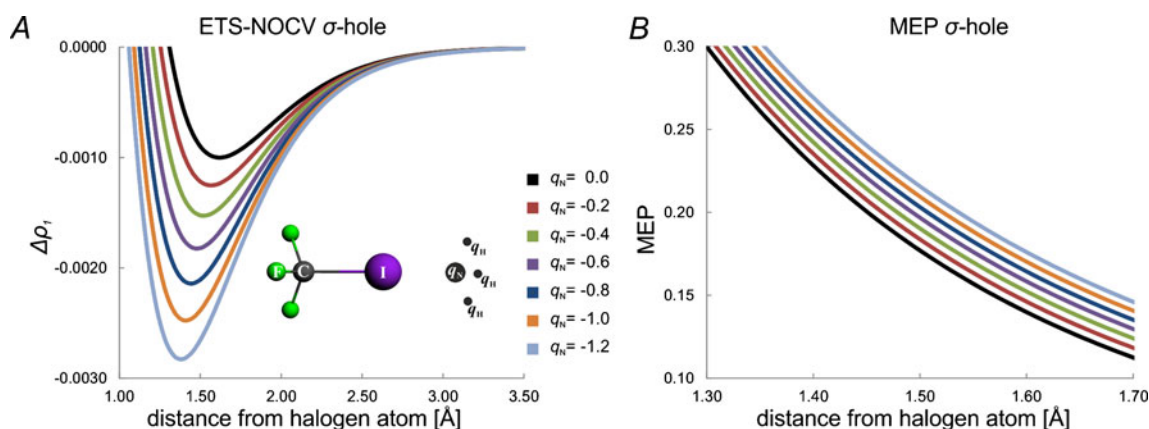 A
ETS-NOCV σ-hole
0.0000
-0.0010
-0.0020
-0.0030
Δρ₁
1.00 1.50 2.00 2.50 3.00 3.50
distance from halogen atom [Å]
F C I
qH
qN qH
qH
qN= 0.0
qN= -0.2
qN= -0.4
qN= -0.6
qN= -0.8
qN= -1.0
qN= -1.2
B
MEP σ-hole
0.30
0.25
0.20
0.15
0.10
MEP
1.30 1.40 1.50 1.60 1.70
distance from halogen atom [Å]